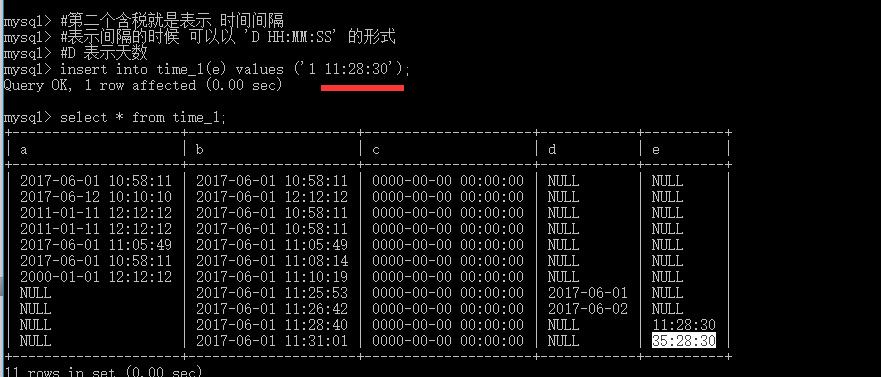 mysql> #第二个含税就是表示 时间间隔
mysql> #表示间隔的时候 可以以 'D HH:MM:SS' 的形式
mysql> #D 表示天数
mysql> insert into time_1(e) values ('1 11:28:30');
Query OK, 1 row affected (0.00 sec)
mysql> select * from time_1;
+---------------------+---------------------+---------------------+------------+----------+
| a | b | c | d | e |
+---------------------+---------------------+---------------------+------------+----------+
| 2017-06-01 10:58:11 | 2017-06-01 10:58:11 | 0000-00-00 00:00:00 | NULL | NULL |
| 2017-06-12 10:10:10 | 2017-06-01 12:12:12 | 0000-00-00 00:00:00 | NULL | NULL |
| 2011-01-11 12:12:12 | 2017-06-01 10:58:11 | 0000-00-00 00:00:00 | NULL | NULL |
| 2011-01-11 12:12:12 | 2017-06-01 10:58:11 | 0000-00-00 00:00:00 | NULL | NULL |
| 2017-06-01 11:05:49 | 2017-06-01 11:05:49 | 0000-00-00 00:00:00 | NULL | NULL |
| 2017-06-01 10:58:11 | 2017-06-01 11:08:14 | 0000-00-00 00:00:00 | NULL | NULL |
| 2000-01-01 12:12:12 | 2017-06-01 11:10:19 | 0000-00-00 00:00:00 | NULL | NULL |
| NULL | 2017-06-01 11:25:53 | 0000-00-00 00:00:00 | 2017-06-01 | NULL |
| NULL | 2017-06-01 11:26:42 | 0000-00-00 00:00:00 | 2017-06-02 | NULL |
| NULL | 2017-06-01 11:28:40 | 0000-00-00 00:00:00 | NULL | 11:28:30 |
| NULL | 2017-06-01 11:31:01 | 0000-00-00 00:00:00 | NULL | 35:28:30 |
+---------------------+---------------------+---------------------+------------+----------+
11 rows in set (0.00 sec)